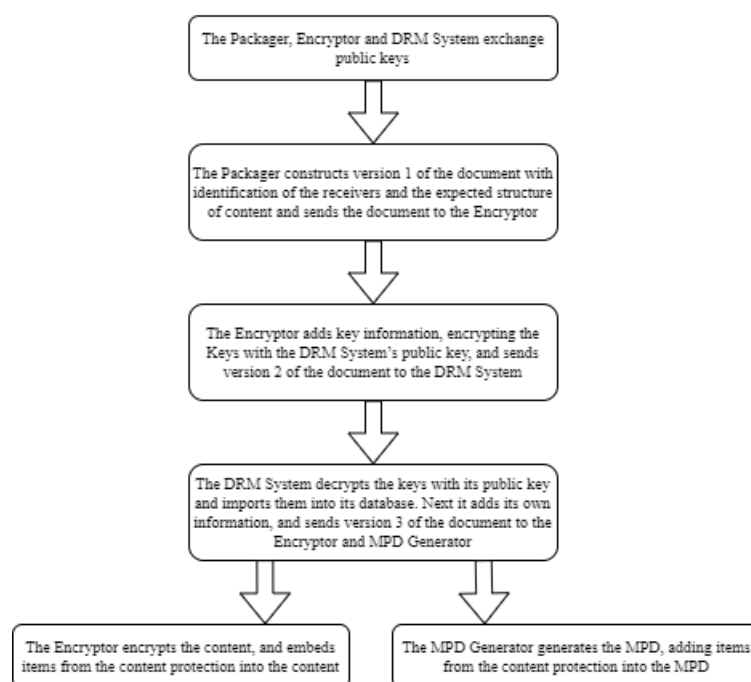 The Packager, Encryptor and DRM System exchange
public keys
The Packager constructs version 1 of the document with
identification of the receivers and the expected structure
of content and sends the document to the Encryptor
The Encryptor adds key information, encrypting the
Keys with the DRM System's public key, and sends
version 2 of the document to the DRM System
The DRM System decrypts the keys with its public key
and imports them into its database. Next it adds its own
information, and sends version 3 of the document to the
Encryptor and MPD Generator
The Encryptor encrypts the content, and embeds
items from the content protection into the content
The MPD Generator generates the MPD, adding items
from the content protection into the MPD